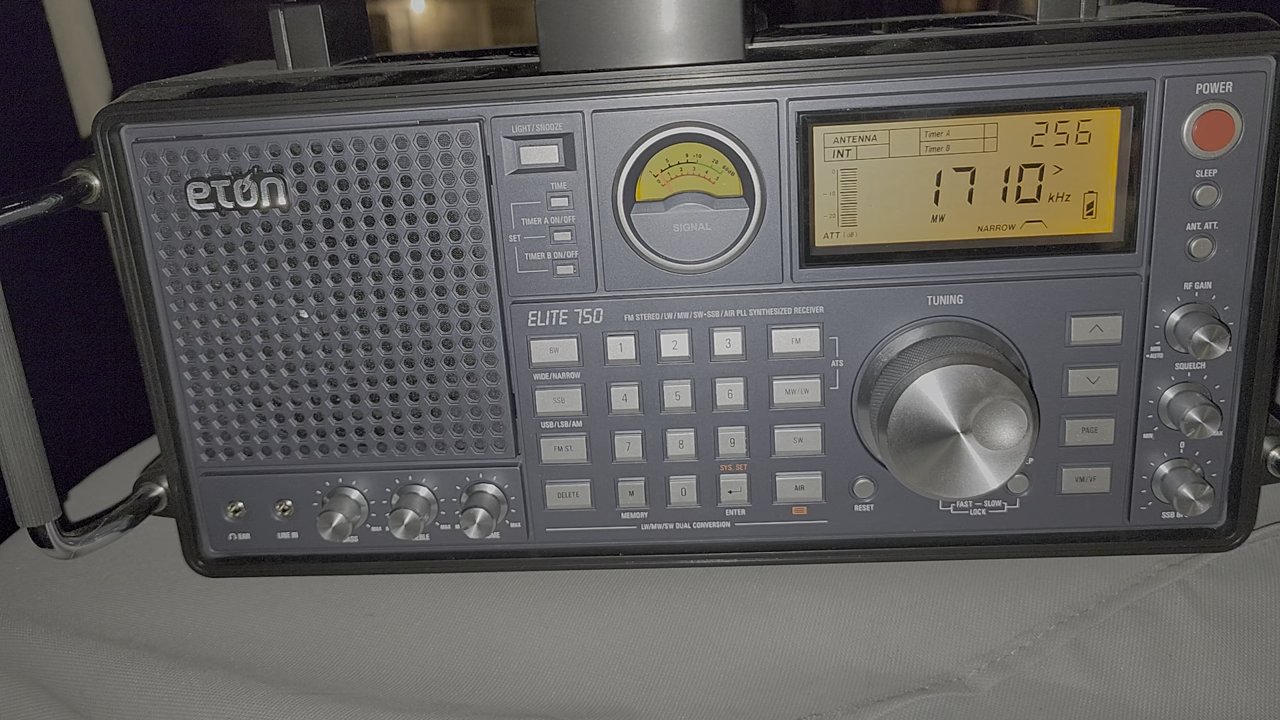 etón
LIGHT/SNOOZE
TIME
TIMER A ON/OFF
SET
TIMER B ON/OFF
SIGNAL
ANTENNA
INT
Timer A
Timer B
256
1710
kHz
MW
NARROW
ATT (dB)
POWER
SLEEP
ANT. ATT.
RF GAIN
SQUELCH
ELITE 750
FM STEREO/LW/MW/SW-SSB/AIR PLL SYNTHESIZED RECEIVER
BW 1 2 3 FM
WIDE/NARROW
ATS
SSB 4 5 6 MW/LW
USB/LSB/AM
FM ST. 7 8 9 SW
SYS. SET
DELETE M 0 AIR
MEMORY ENTER
LW/MW/SW DUAL CONVERSION
TUNING
PAGE
VM/VF
RESET
FAST SLOW
LOCK
LINE IN